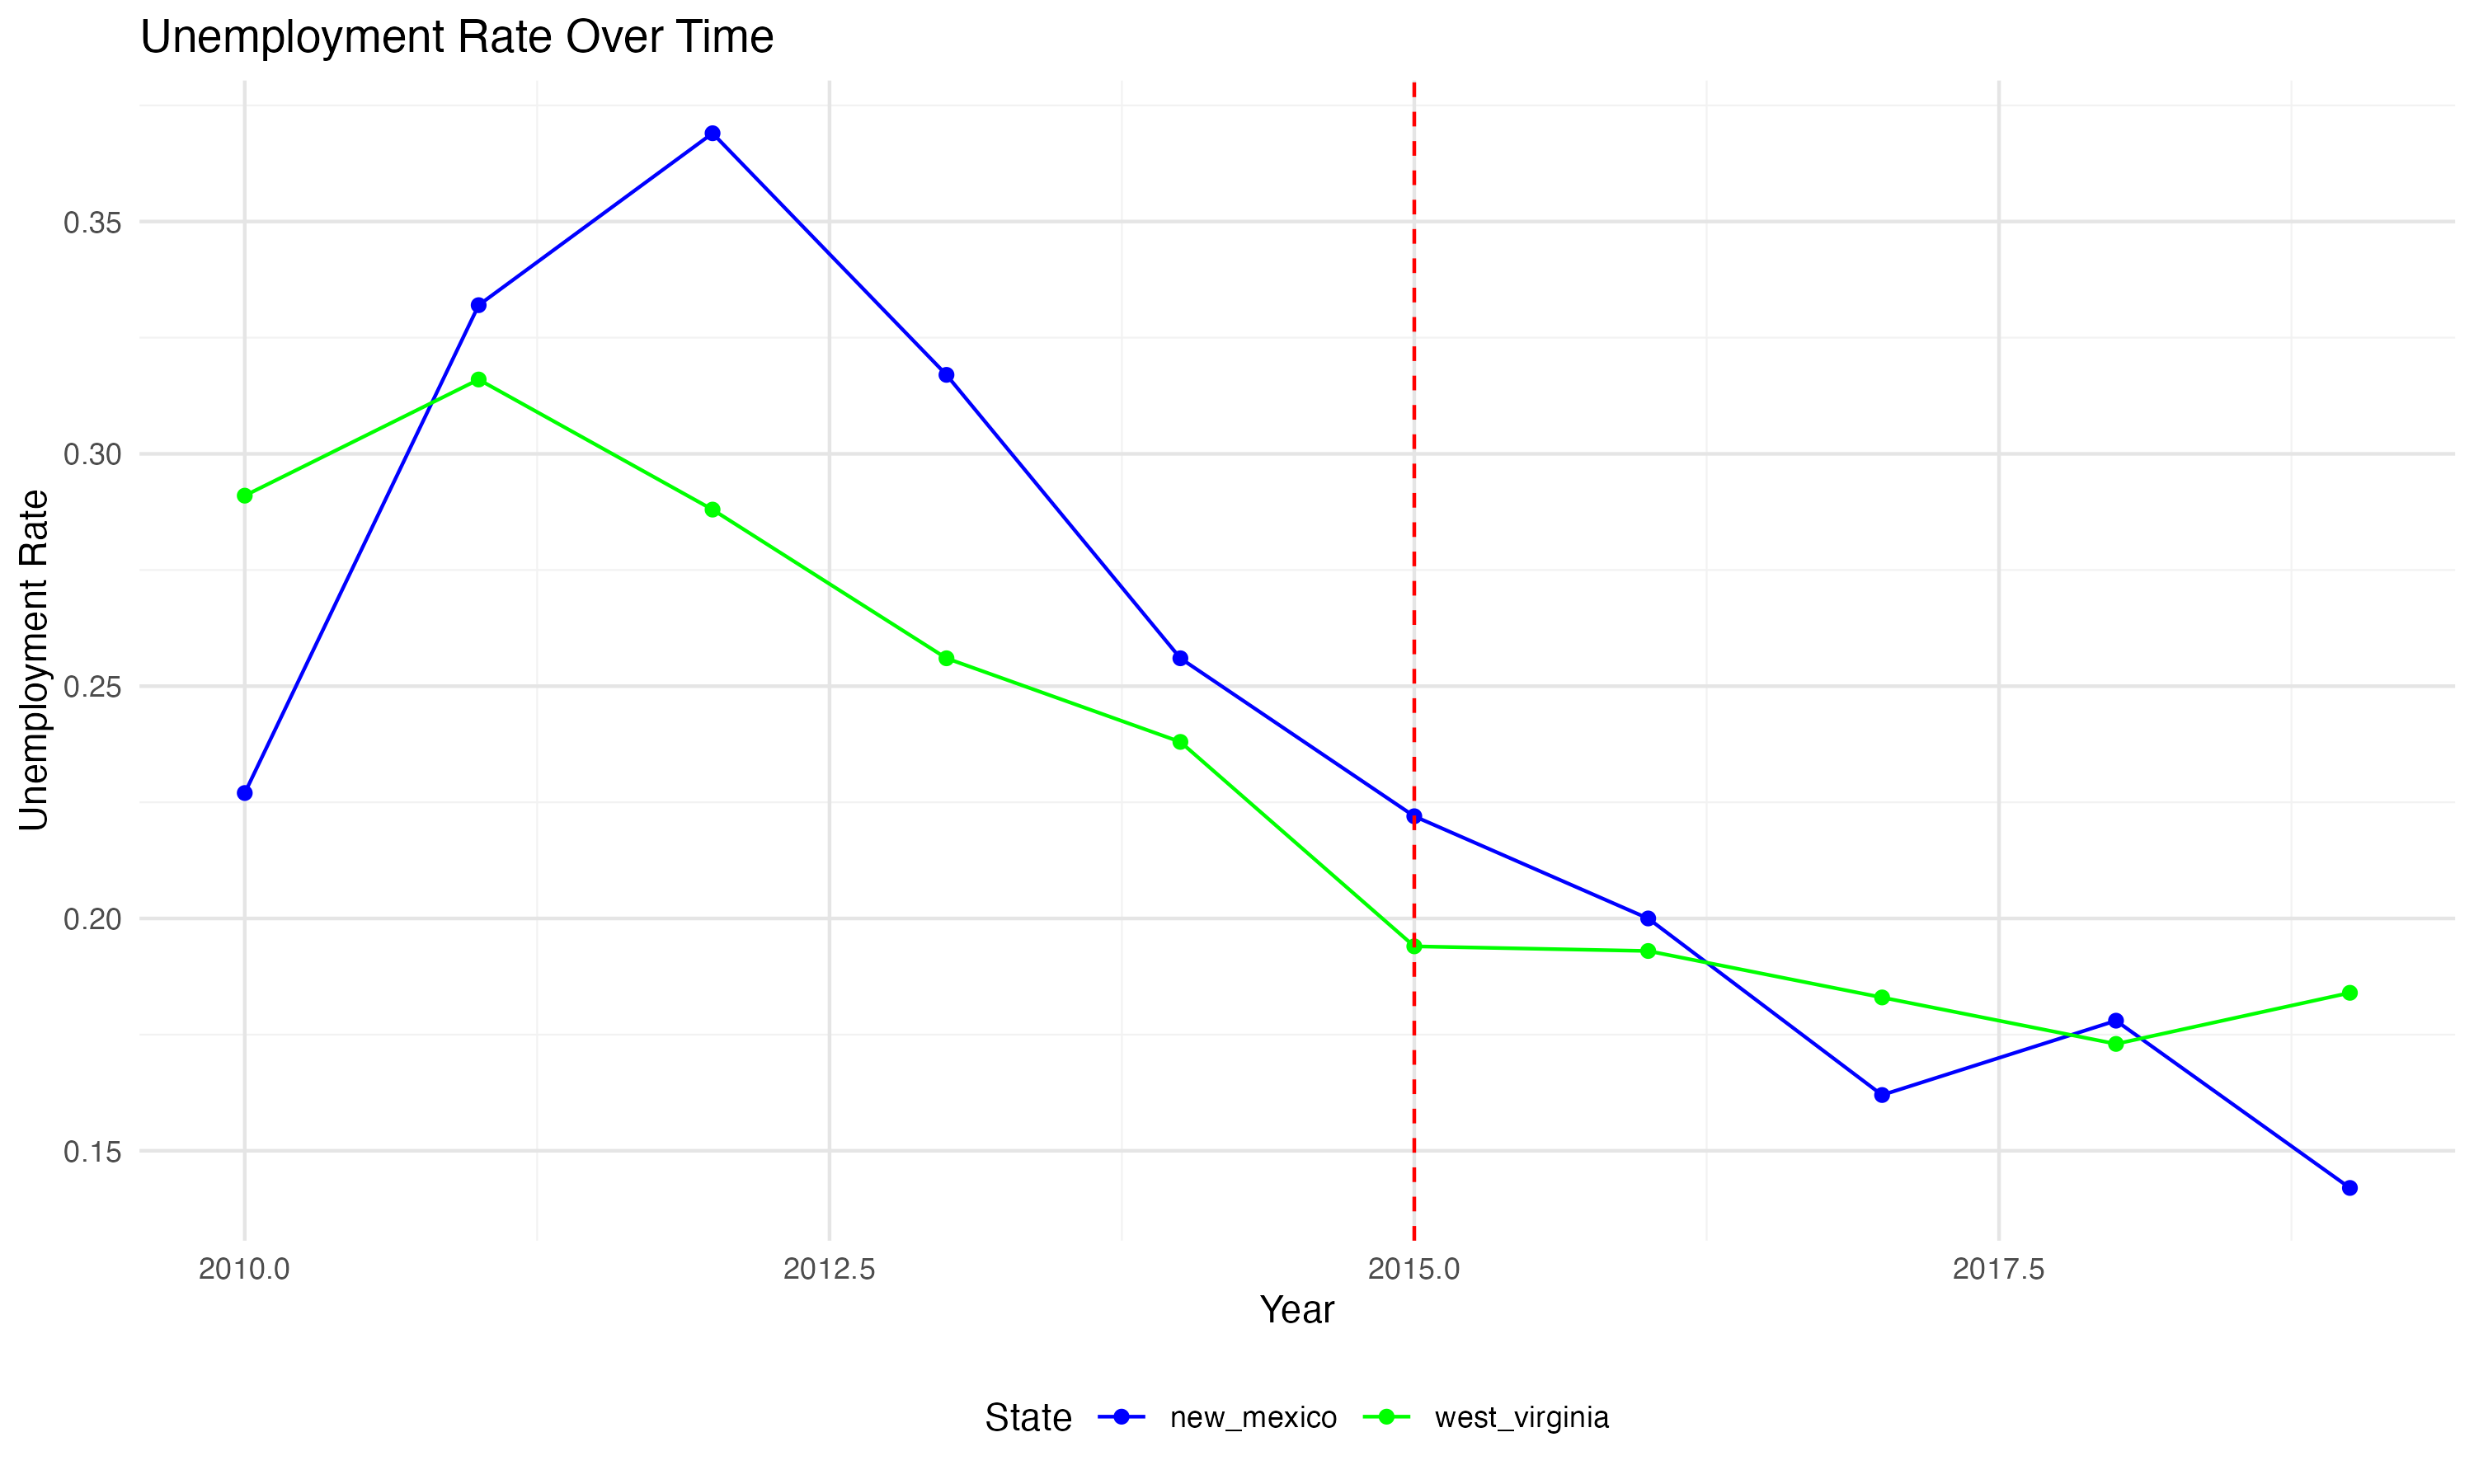 Unemployment Rate Over Time
Unemployment Rate
0.35
0.30
0.25
0.20
0.15
2010.0 2012.5 2015.0 2017.5
Year
State new_mexico west_virginia